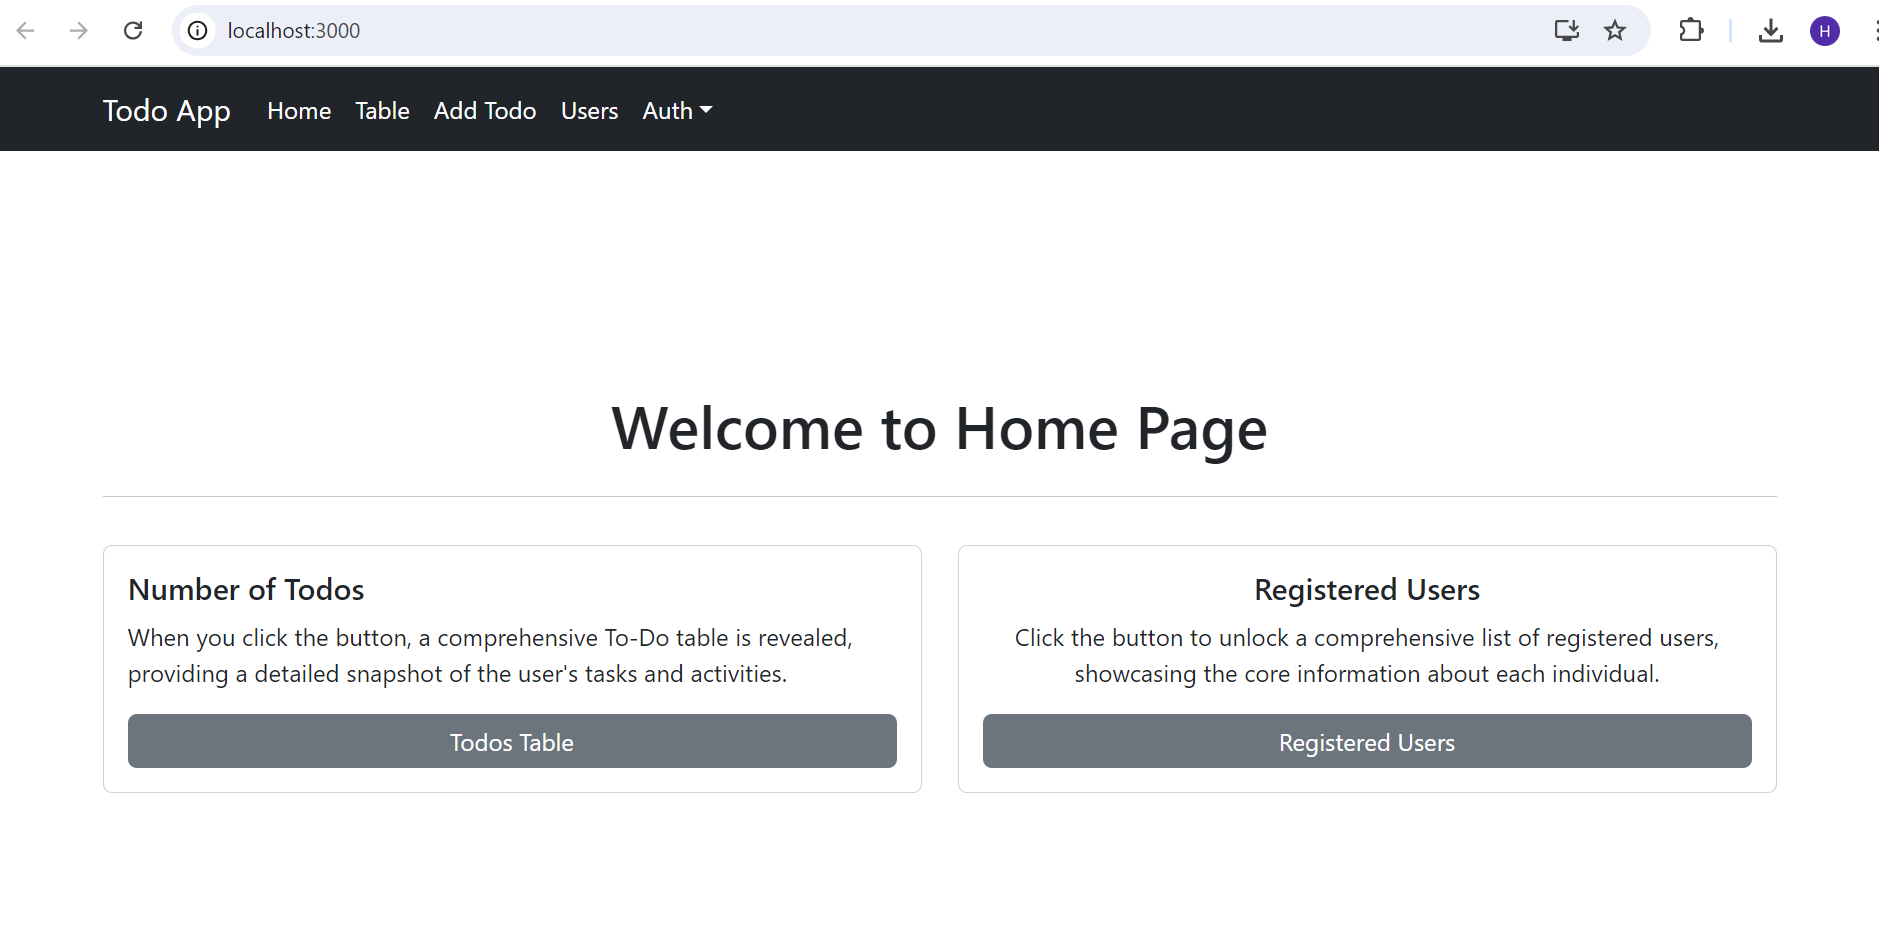 localhost:3000
H
Todo App Home Table Add Todo Users Auth
Welcome to Home Page
Number of Todos
When you click the button, a comprehensive To-Do table is revealed,
providing a detailed snapshot of the user's tasks and activities.
Todos Table
Registered Users
Click the button to unlock a comprehensive list of registered users,
showcasing the core information about each individual.
Registered Users